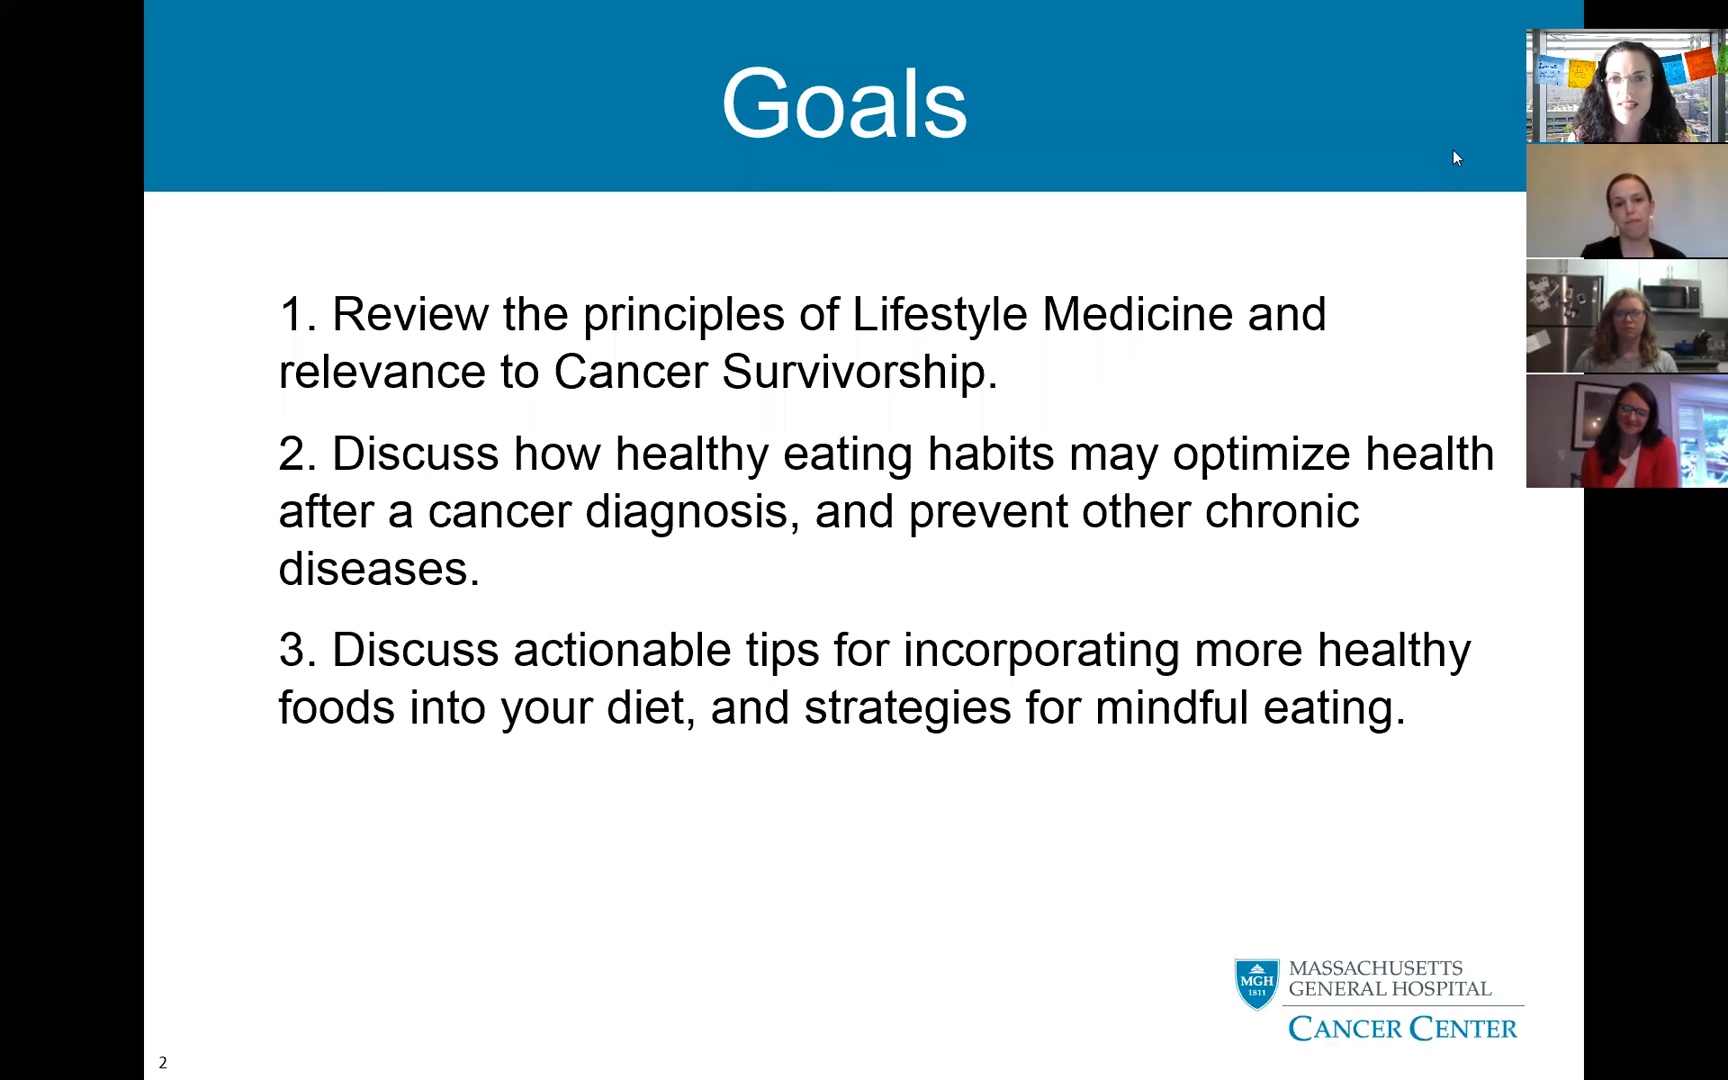 Goals
1. Review the principles of Lifestyle Medicine and
relevance to Cancer Survivorship.
2. Discuss how healthy eating habits may optimize health
after a cancer diagnosis, and prevent other chronic
diseases.
3. Discuss actionable tips for incorporating more healthy
foods into your diet, and strategies for mindful eating.
MGH
1811
MASSACHUSETTS
GENERAL HOSPITAL
CANCER CENTER
2